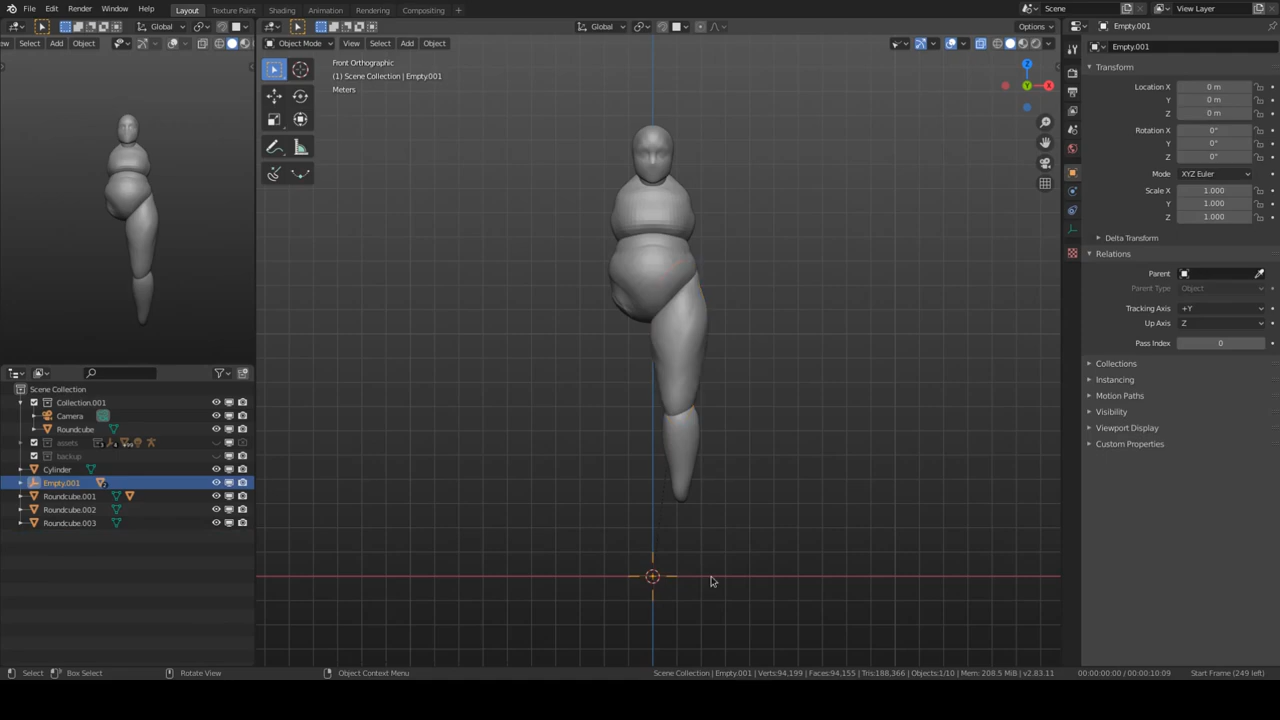 File Edit Render Window Help Layout Texture Paint Shading Animation Rendering Compositing + Scene View Layer
Global Global Options Empty.001
Select Add Object Object Mode View Select Add Object Empty.001
Front Orthographic
(1) Scene Collection | Empty.001
Meters
Z
Y
X
Transform
Location X 0 m
Y 0 m
Z 0 m
Rotation X 0°
Y 0°
Z 0°
Mode XYZ Euler
Scale X 1.000
Y 1.000
Z 1.000
Delta Transform
Relations
Parent
Parent Type Object
Tracking Axis +Y
Up Axis Z
Pass Index 0
Collections
Instancing
Motion Paths
Visibility
Viewport Display
Custom Properties
Scene Collection
Collection.001
Camera
Roundcube
assets
backup
Cylinder
Empty.001
Roundcube.001
Roundcube.002
Roundcube.003
Select Box Select Rotate View Object Context Menu Scene Collection | Empty.001 | Verts:94,199 | Faces:94,155 | Tris:188,366 | Objects:1/10 | Mem: 208.5 MiB | v2.83.11 00:00:00:00 / 00:00:10:09 Start Frame (249 left)